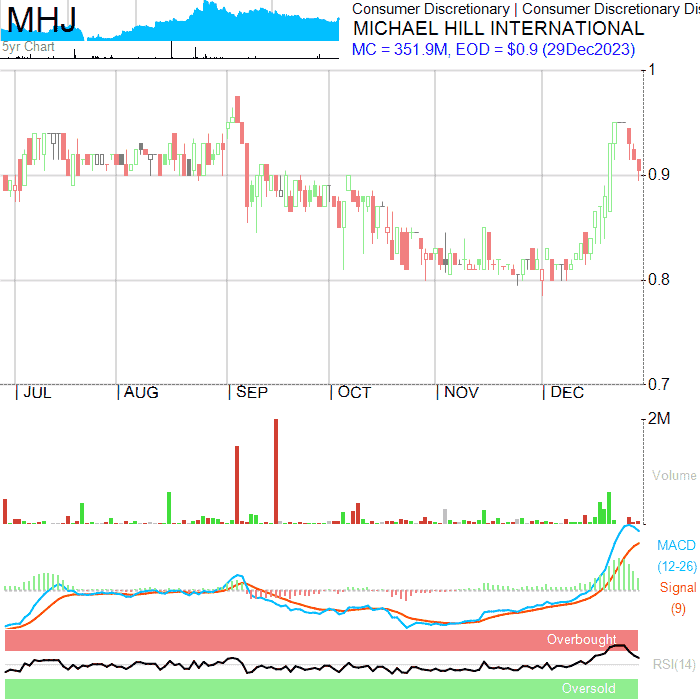 MHJ
5yr Chart
Consumer Discretionary | Consumer Discretionary Dis
MICHAEL HILL INTERNATIONAL
MC = 351.9M, EOD = $0.9 (29Dec2023)
1
0.9
0.8
0.7
JUL AUG SEP OCT NOV DEC
2M
Volume
MACD
(12-26)
Signal
(9)
Overbought
RSI(14)
Oversold